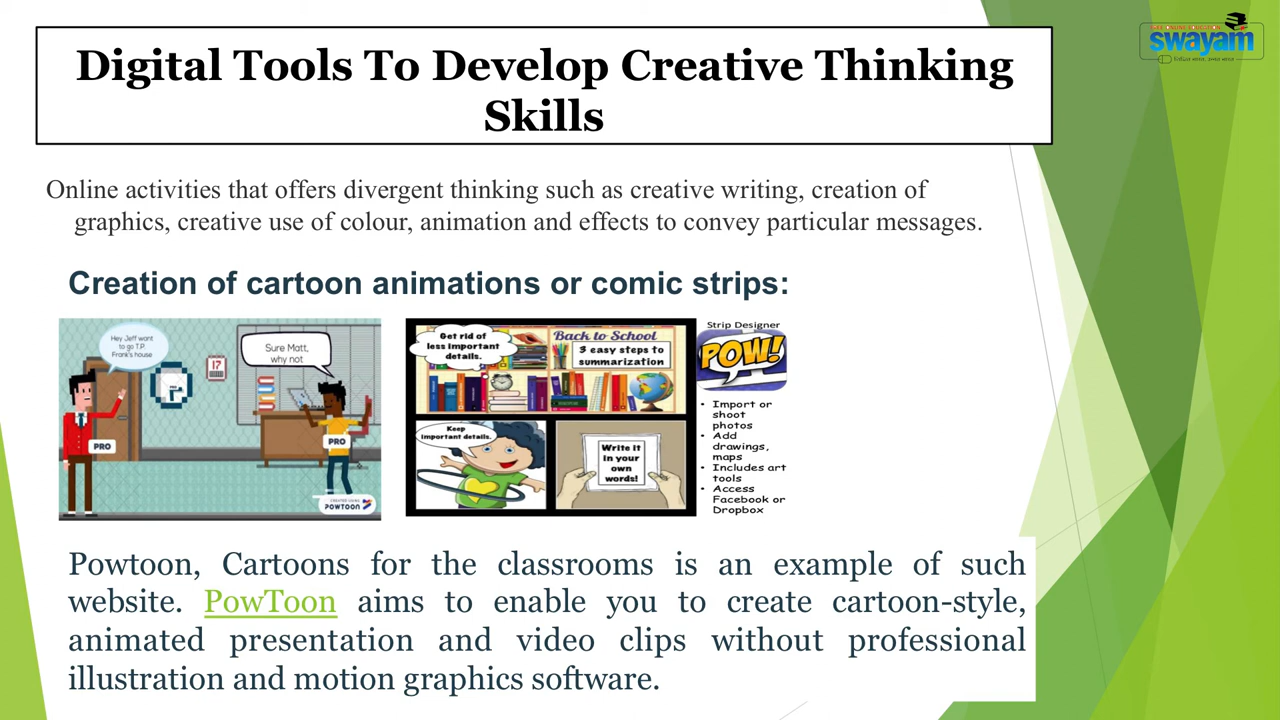 Digital Tools To Develop Creative Thinking
Skills
swayam
Online activities that offers divergent thinking such as creative writing, creation of
graphics, creative use of colour, animation and effects to convey particular messages.
Creation of cartoon animations or comic strips:
Hey Jeff want
to go T.P.
Frank's house
Sure Matt,
why not
17
PRO
PRO
CREATED USING
POWTOON
Get rid of
less important
details.
Back to School
3 easy steps to
summarization
Keep
important details.
Write it
in your
own
words!
Strip Designer
POW!
• Import or
shoot
photos
• Add
drawings,
maps
• Includes art
tools
• Access
Facebook or
Dropbox
Powtoon, Cartoons for the classrooms is an example of such
website. PowToon aims to enable you to create cartoon-style,
animated presentation and video clips without professional
illustration and motion graphics software.